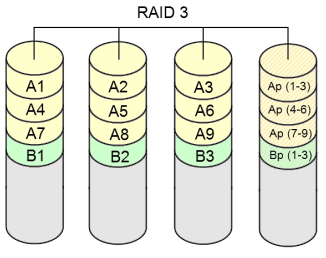 RAID 3
A1 A2 A3 Ap (1-3)
A4 A5 A6 Ap (4-6)
A7 A8 A9 Ap (7-9)
B1 B2 B3 Bp (1-3)